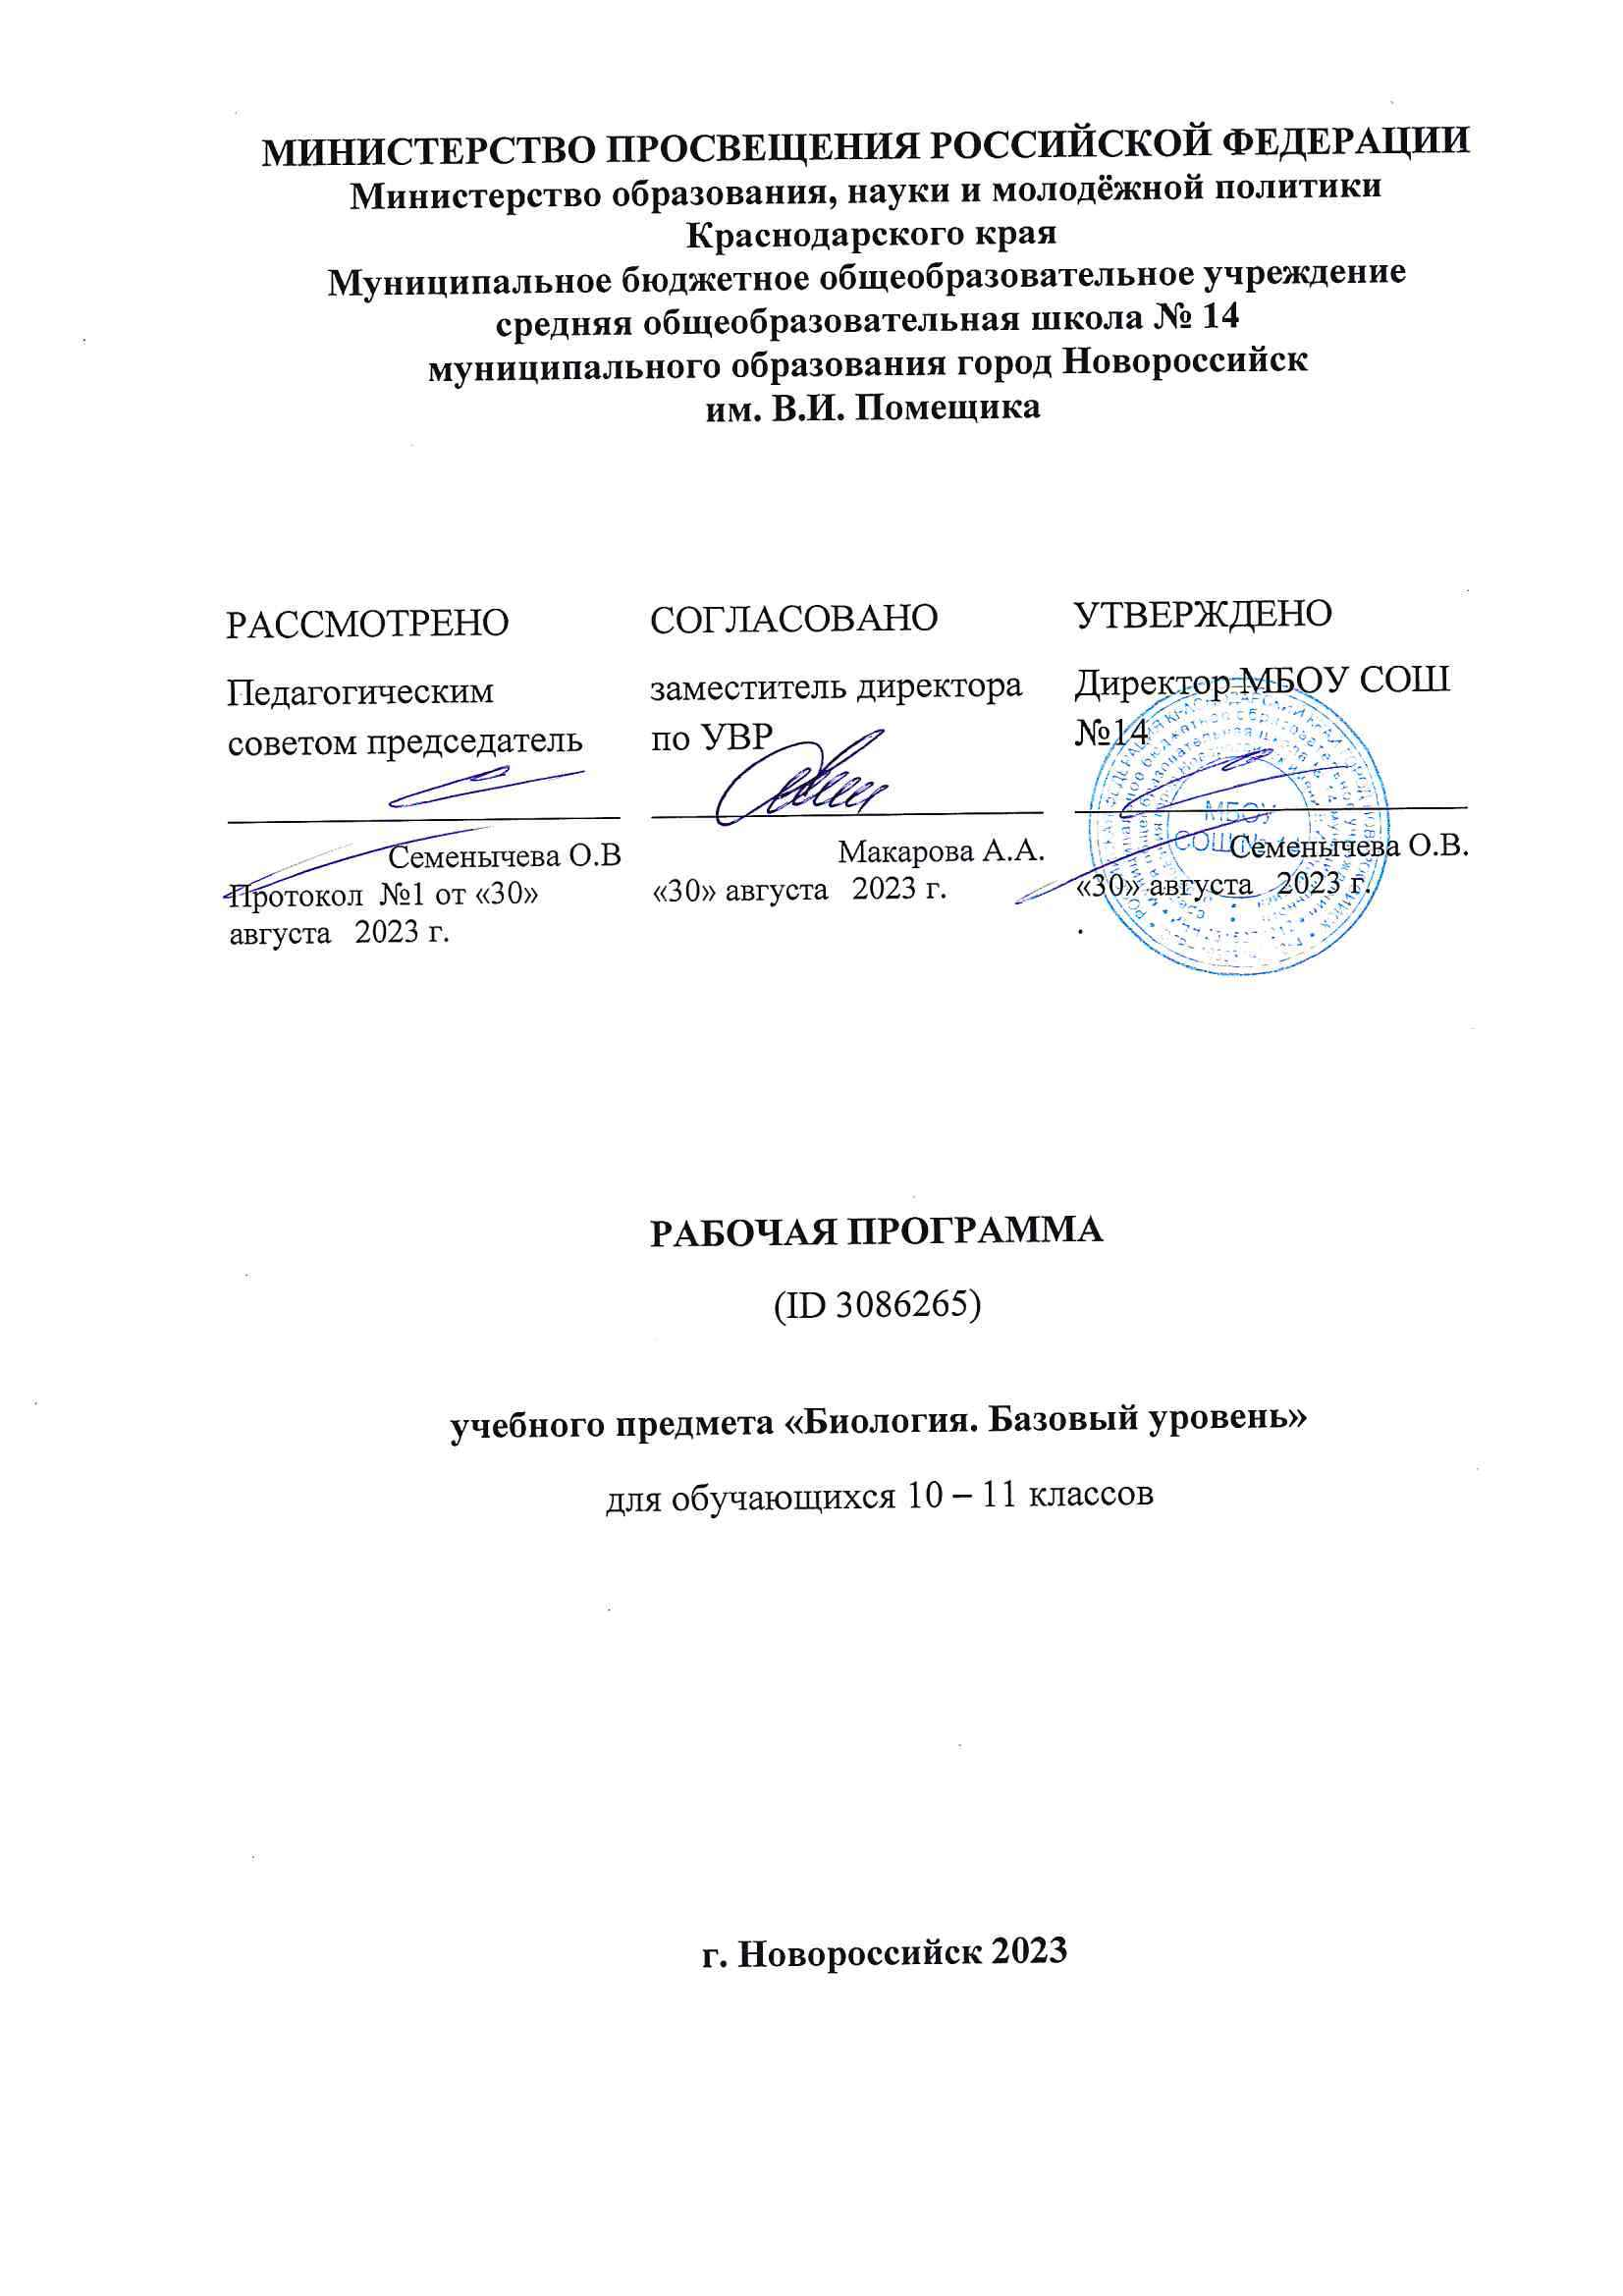 МИНИСТЕРСТВО ПРОСВЕЩЕНИЯ РОССИЙСКОЙ ФЕДЕРАЦИИ
Министерство образования, науки и молодёжной политики
Краснодарского края
Муниципальное бюджетное общеобразовательное учреждение
средняя общеобразовательная школа № 14
муниципального образования город Новороссийск
им. В.И. Помещика
РАССМОТРЕНО
Педагогическим
советом председатель
Семенычева О.В
Протокол №1 от «30»
августа 2023 г.
СОГЛАСОВАНО
заместитель директора
по УВР
Макарова А.А.
«30» августа 2023 г.
УТВЕРЖДЕНО
Директор МБОУ СОШ
№14
Семенычева О.В.
«30» августа 2023 г.
.
МБОУ
СОШ
РАБОЧАЯ ПРОГРАММА
(ID 3086265)
учебного предмета «Биология. Базовый уровень»
для обучающихся 10 – 11 классов
г. Новороссийск 2023